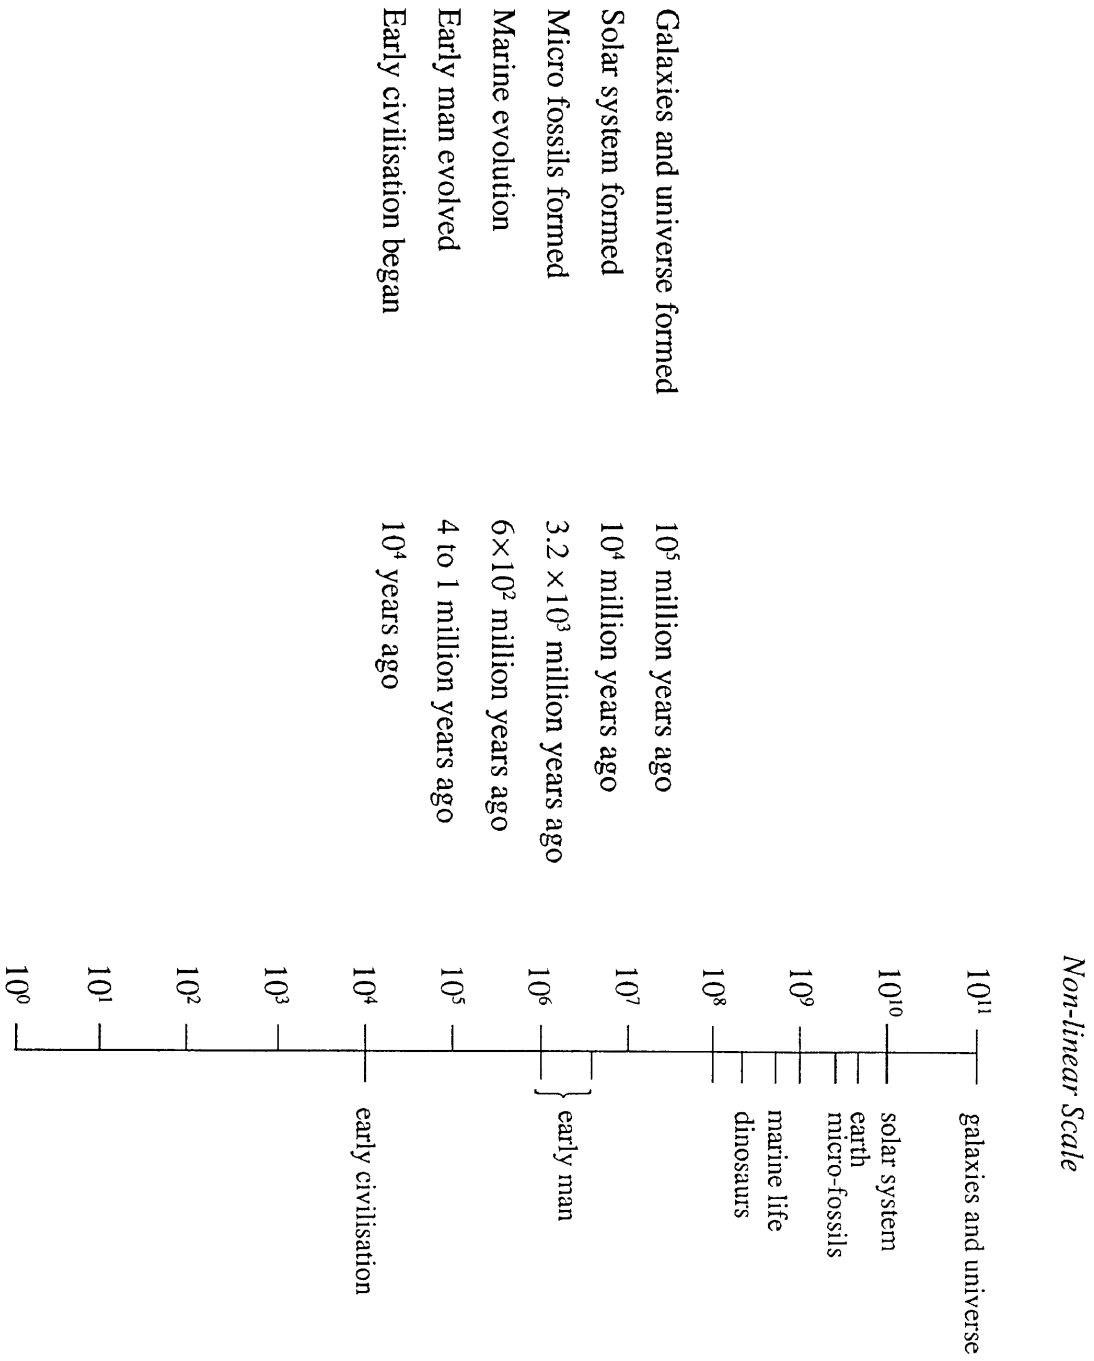 Non-linear Scale
Galaxies and universe formed 10⁵ million years ago
Solar system formed 10⁴ million years ago
Micro fossils formed 3.2 ×10³ million years ago
Marine evolution 6×10² million years ago
Early man evolved 4 to 1 million years ago
Early civilisation began 10⁴ years ago
10¹¹ galaxies and universe
10¹⁰ solar system
earth
micro-fossils
10⁹
marine life
dinosaurs
10⁸
10⁷
early man
10⁶
10⁵
10⁴ early civilisation
10³
10²
10¹
10⁰